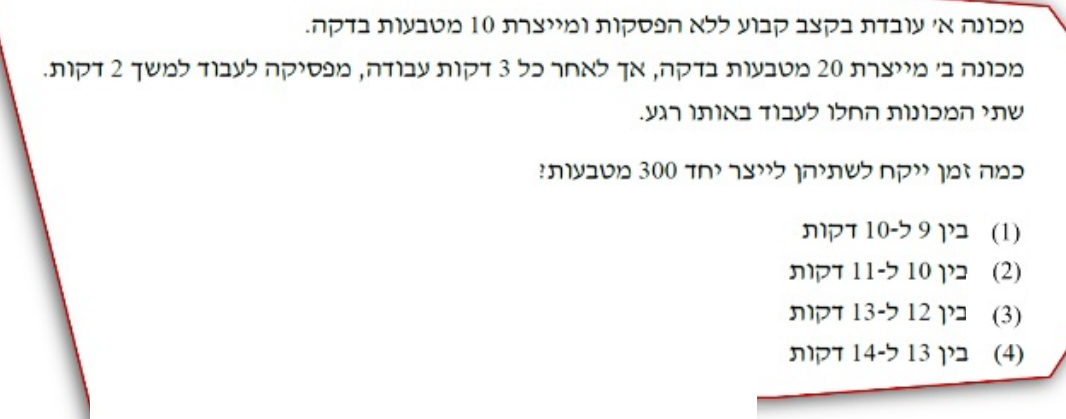 מכונה א׳ עובדת בקצב קבוע ללא הפסקות ומייצרת 10 מטבעות בדקה.
מכונה ב׳ מייצרת 20 מטבעות בדקה, אך לאחר כל 3 דקות עבודה, מפסיקה לעבוד למשך 2 דקות.
שתי המכונות החלו לעבוד באותו רגע.
כמה זמן ייקח לשתיהן לייצר יחד 300 מטבעות?
(1) בין 9 ל-10 דקות
(2) בין 10 ל-11 דקות
(3) בין 12 ל-13 דקות
(4) בין 13 ל-14 דקות